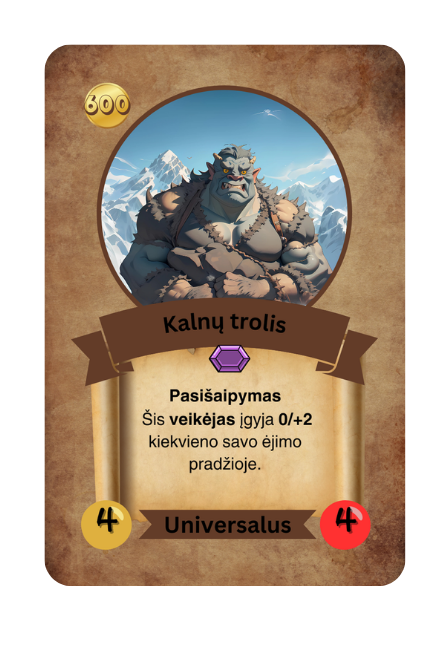 600
Kalnų trolis
Pasišaipymas
Šis veikėjas įgyja 0/+2
kiekvieno savo ėjimo
pradžioje.
4 Universalus 4